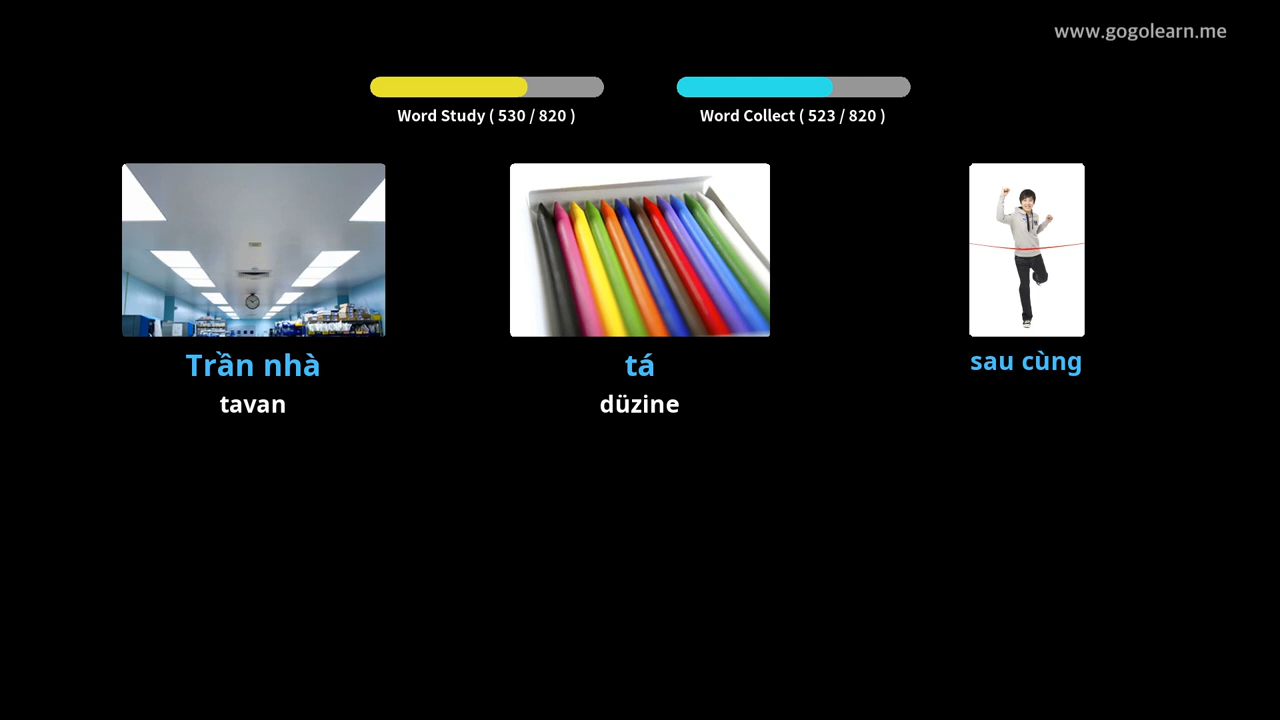 www.gogolearn.me
Word Study ( 530 / 820 )
Word Collect ( 523 / 820 )
Trần nhà
tavan
tá
düzine
sau cùng